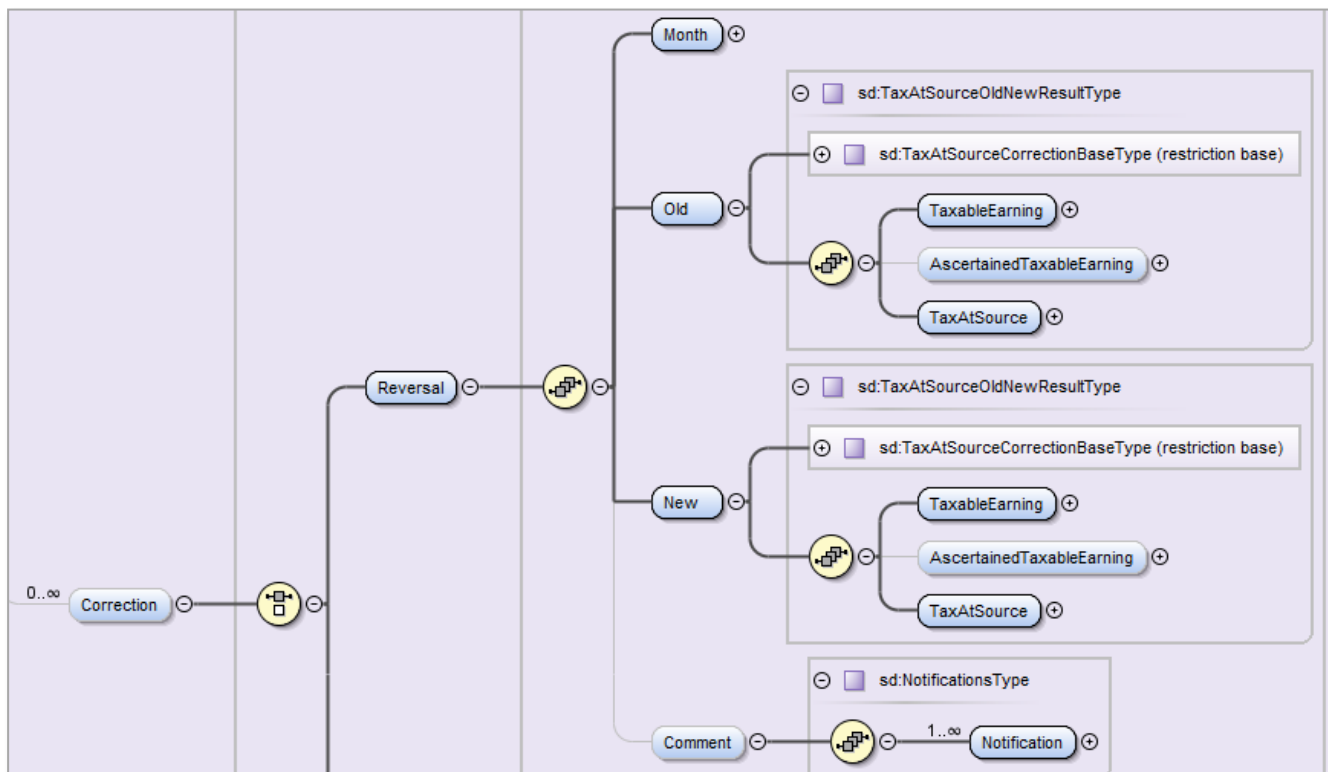 Month
sd:TaxAtSourceOldNewResultType
sd:TaxAtSourceCorrectionBaseType (restriction base)
Old
TaxableEarning
AscertainedTaxableEarning
TaxAtSource
Reversal
sd:TaxAtSourceOldNewResultType
sd:TaxAtSourceCorrectionBaseType (restriction base)
New
TaxableEarning
AscertainedTaxableEarning
0..∞
Correction
TaxAtSource
sd:NotificationsType
Comment
1..∞
Notification